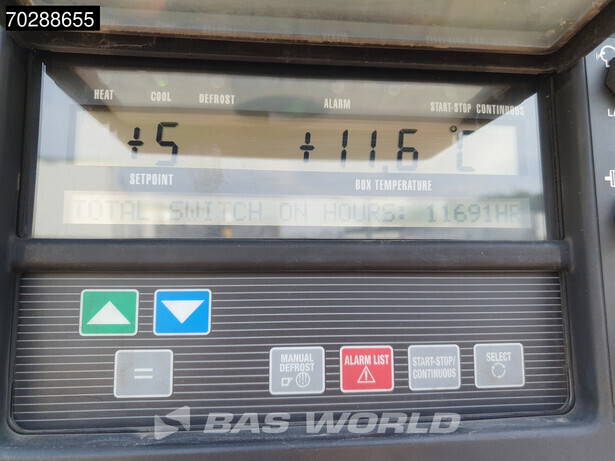 70288655
HEAT COOL DEFROST ALARM START-STOP CONTINUOUS
+5 +11.6 °C
SETPOINT BOX TEMPERATURE
TOTAL SWITCH ON HOURS: 11691HR
MANUAL DEFROST
ALARM LIST
START-STOP/ CONTINUOUS
SELECT
=
BAS WORLD